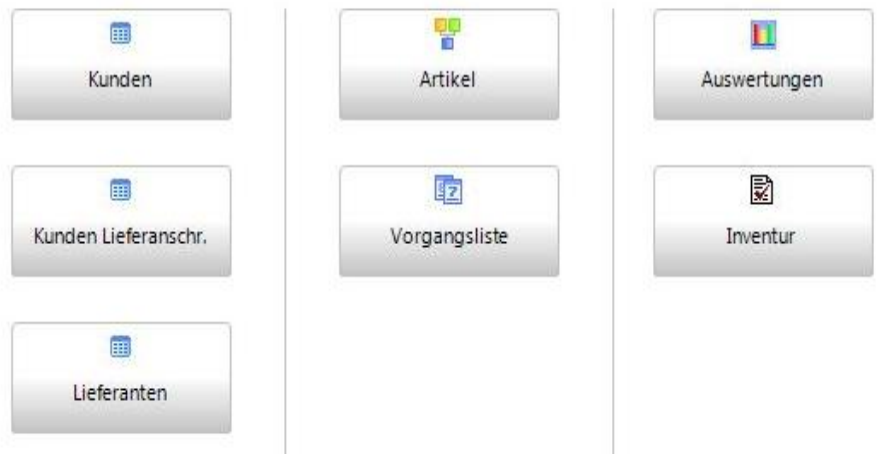 Kunden
Artikel
Auswertungen
Kunden Lieferanschr.
Vorgangsliste
Inventur
Lieferanten